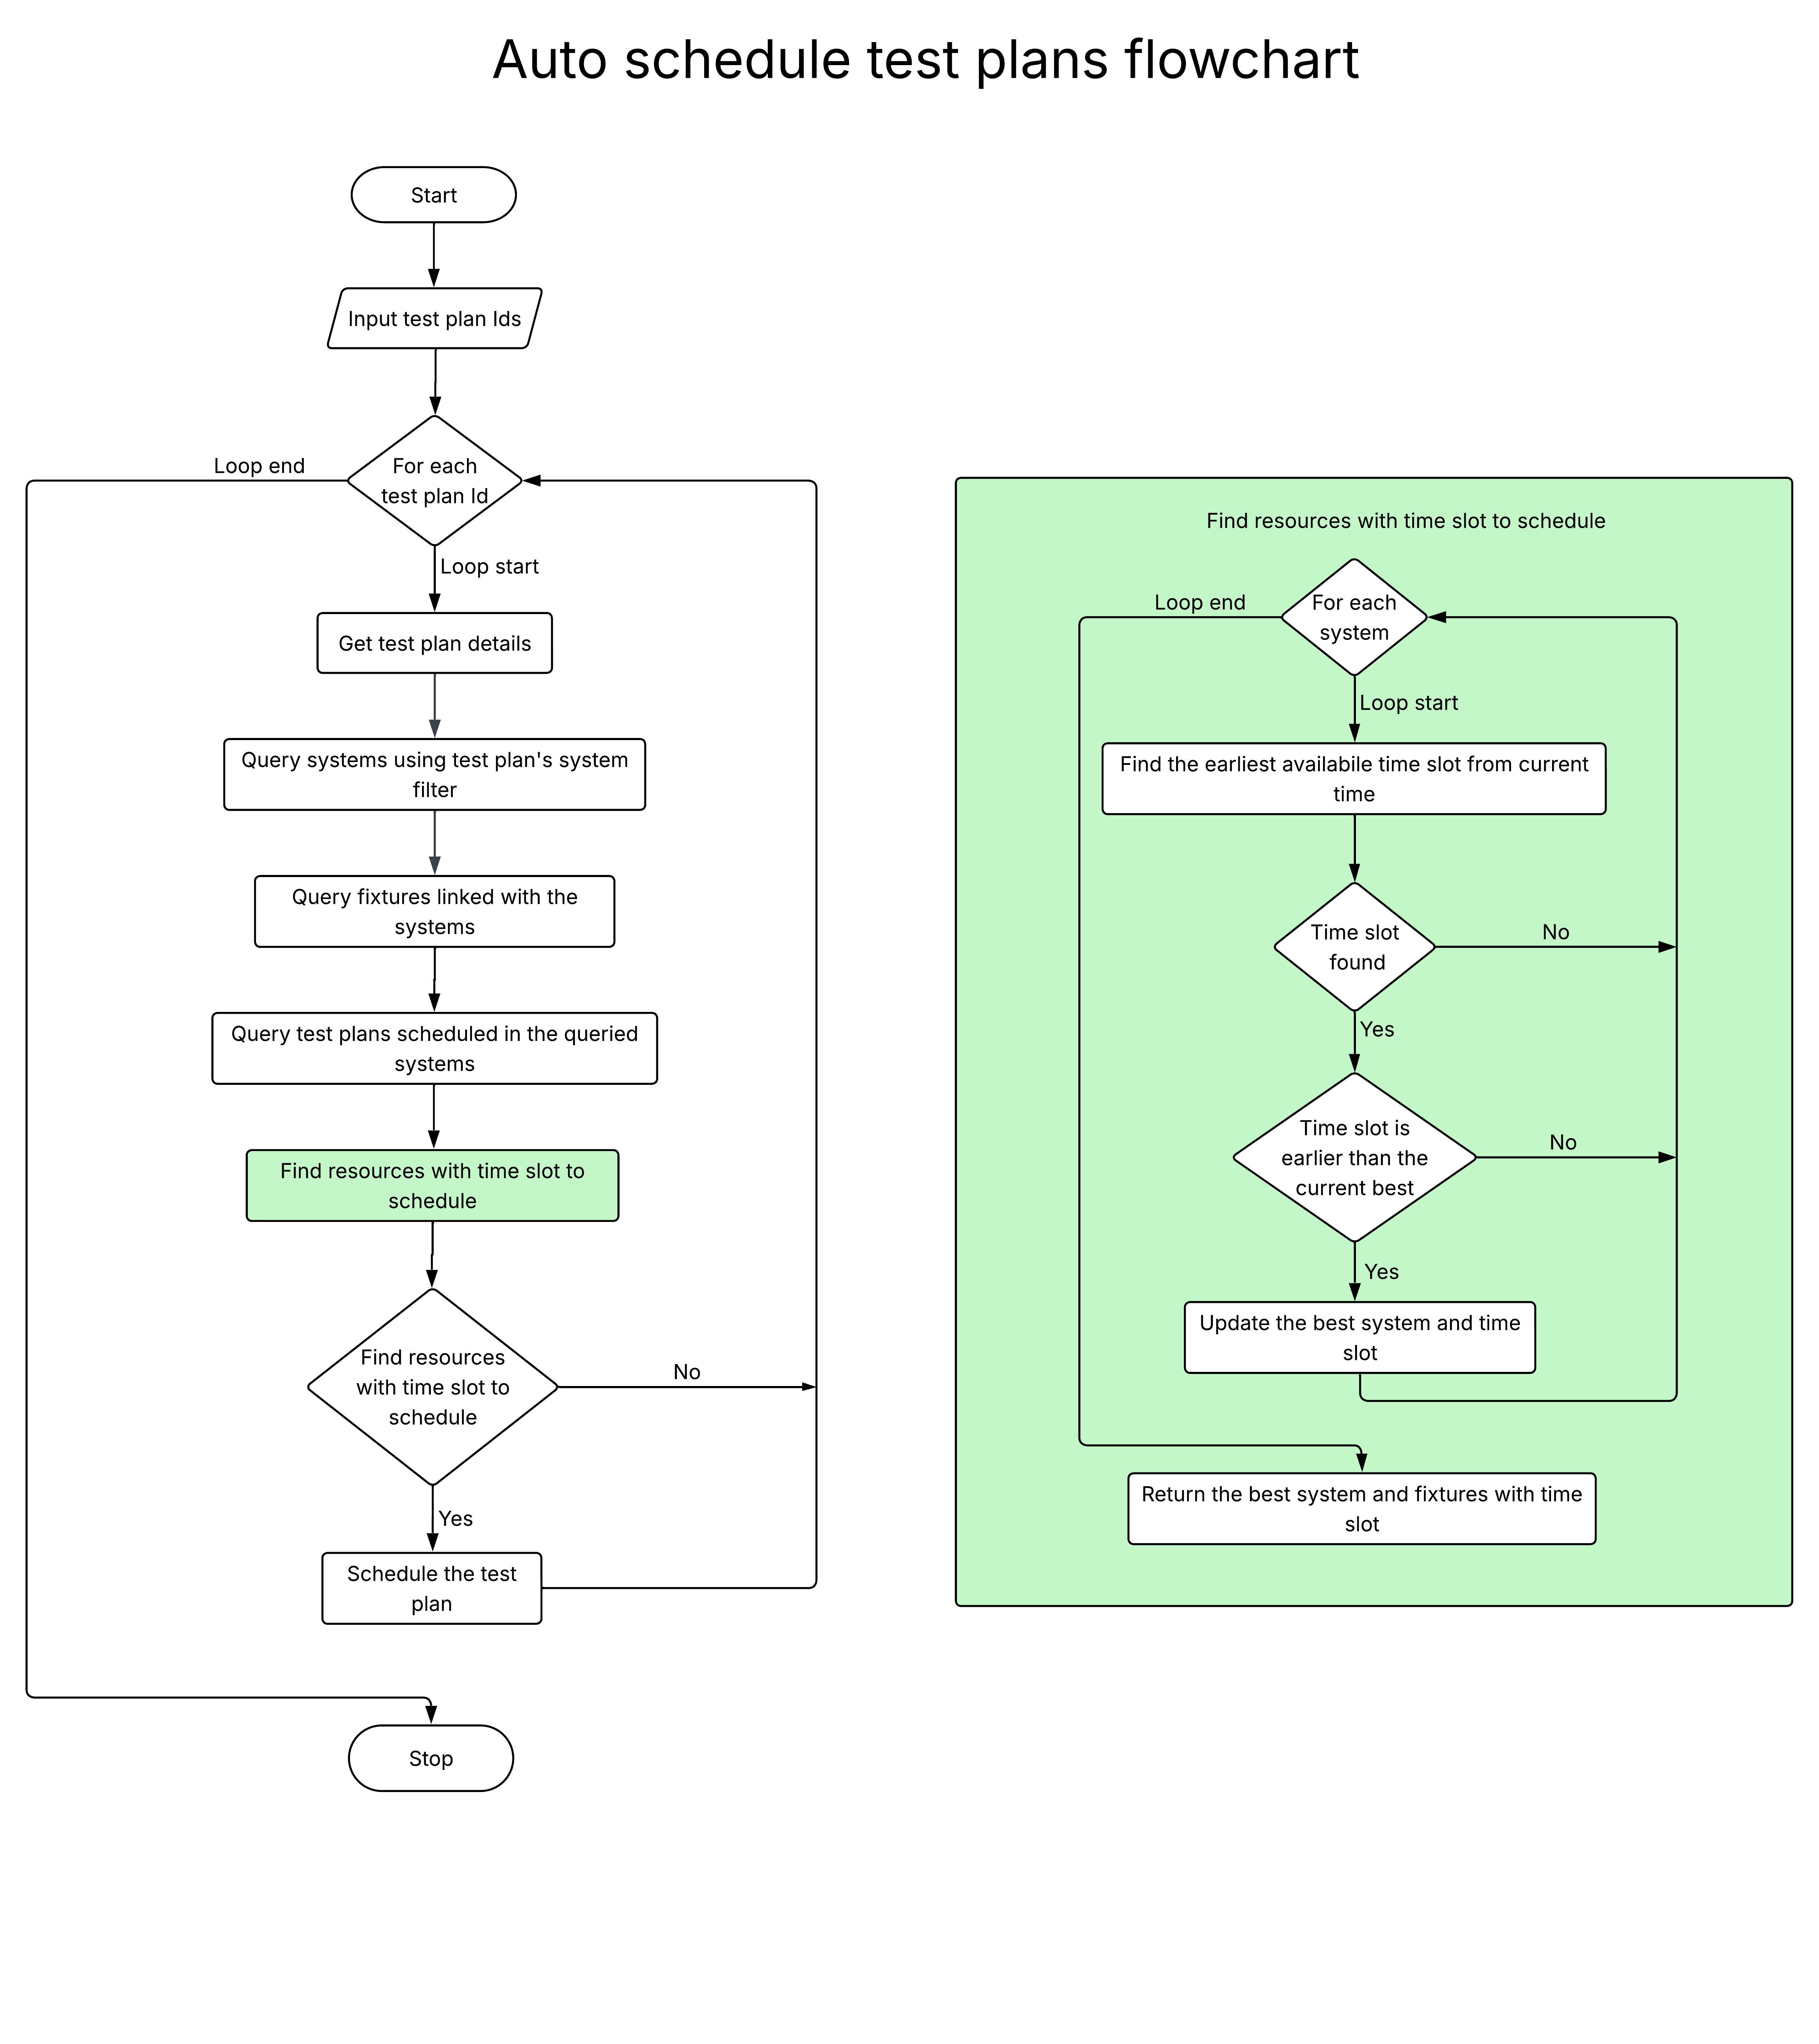 Auto schedule test plans flowchart
Start
Input test plan Ids
For each
test plan Id
Loop end
Loop start
Get test plan details
Query systems using test plan's system
filter
Query fixtures linked with the
systems
Query test plans scheduled in the queried
systems
Find resources with time slot to
schedule
Find resources
with time slot to
schedule
No
Yes
Schedule the test
plan
Stop
Find resources with time slot to schedule
For each
system
Loop end
Loop start
Find the earliest availabile time slot from current
time
Time slot
found
No
Yes
Time slot is
earlier than the
current best
No
Yes
Update the best system and time
slot
Return the best system and fixtures with time
slot